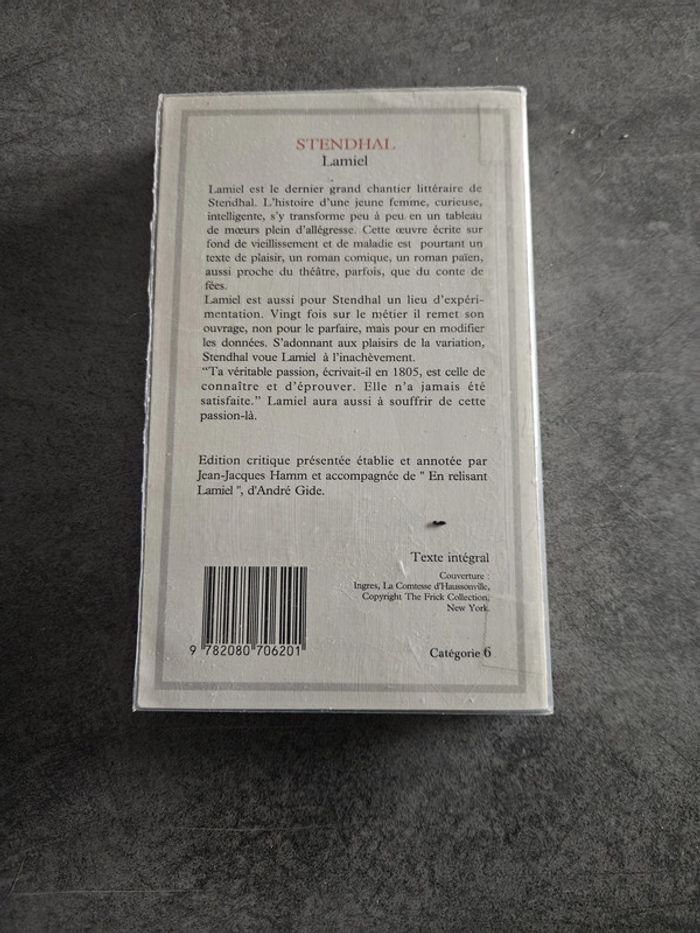 STENDHAL
Lamiel
Lamiel est le dernier grand chantier littéraire de
Stendhal. L'histoire d'une jeune femme, curieuse,
intelligente, s'y transforme peu à peu en un tableau
de mœurs plein d'allégresse. Cette œuvre écrite sur
fond de vieillissement et de maladie est pourtant un
texte de plaisir, un roman comique, un roman païen,
aussi proche du théâtre, parfois, que du conte de
fées.
Lamiel est aussi pour Stendhal un lieu d'expéri-
mentation. Vingt fois sur le métier il remet son
ouvrage, non pour le parfaire, mais pour en modifier
les données. S'adonnant aux plaisirs de la variation,
Stendhal voue Lamiel à l'inachèvement.
"Ta véritable passion, écrivait-il en 1805, est celle de
connaître et d'éprouver. Elle n'a jamais été
satisfaite." Lamiel aura aussi à souffrir de cette
passion-là.
Edition critique présentée établie et annotée par
Jean-Jacques Hamm et accompagnée de " En relisant
Lamiel ", d'André Gide.
Texte intégral
Couverture :
Ingres, La Comtesse d'Haussonville,
Copyright The Frick Collection,
New York.
9 782080 706201
Catégorie 6